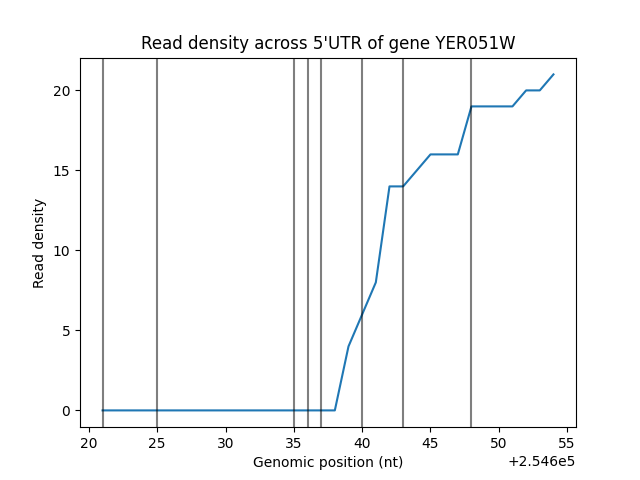 Read density across 5'UTR of gene YER051W
20
15
10
5
0
Read density
20 25 30 35 40 45 50 55
Genomic position (nt)
+2.546e5